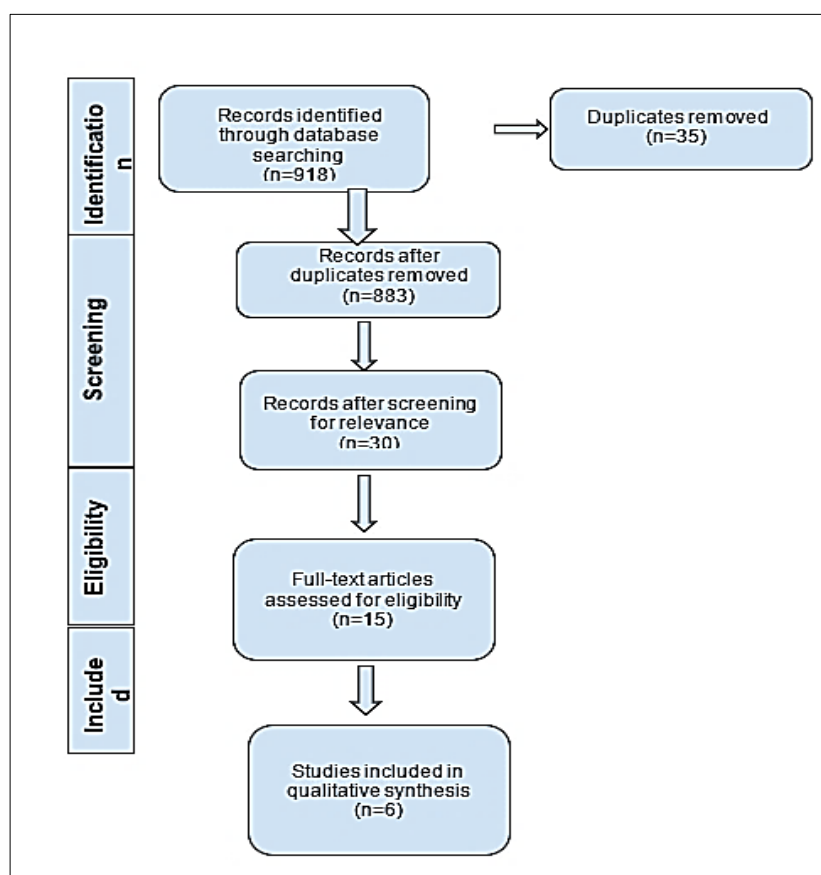 Identificatio
n
Records identified
through database
searching
(n=918)
Duplicates removed
(n=35)
Screening
Records after
duplicates removed
(n=883)
Records after screening
for relevance
(n=30)
Eligibility
Full-text articles
assessed for eligibility
(n=15)
Include
d
Studies included in
qualitative synthesis
(n=6)